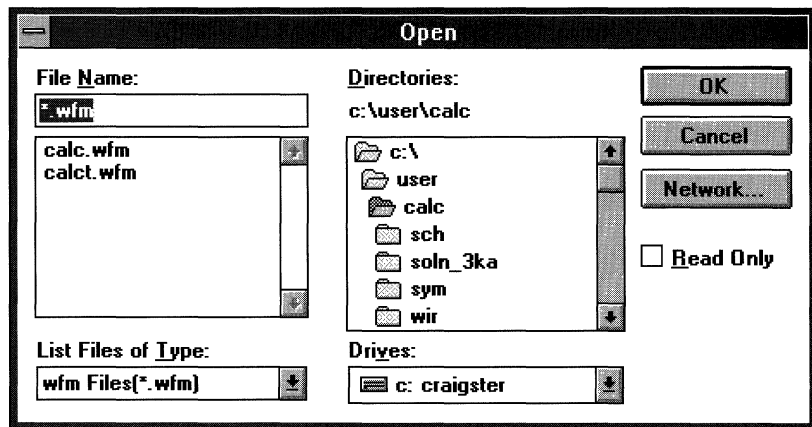 Open
File Name:
*.wfm
calc.wfm
calct.wfm
List Files of Type:
wfm Files(*.wfm)
Directories:
c:\user\calc
c:\
user
calc
sch
soln_3ka
sym
wir
Drives:
c: craigster
OK
Cancel
Network...
Read Only